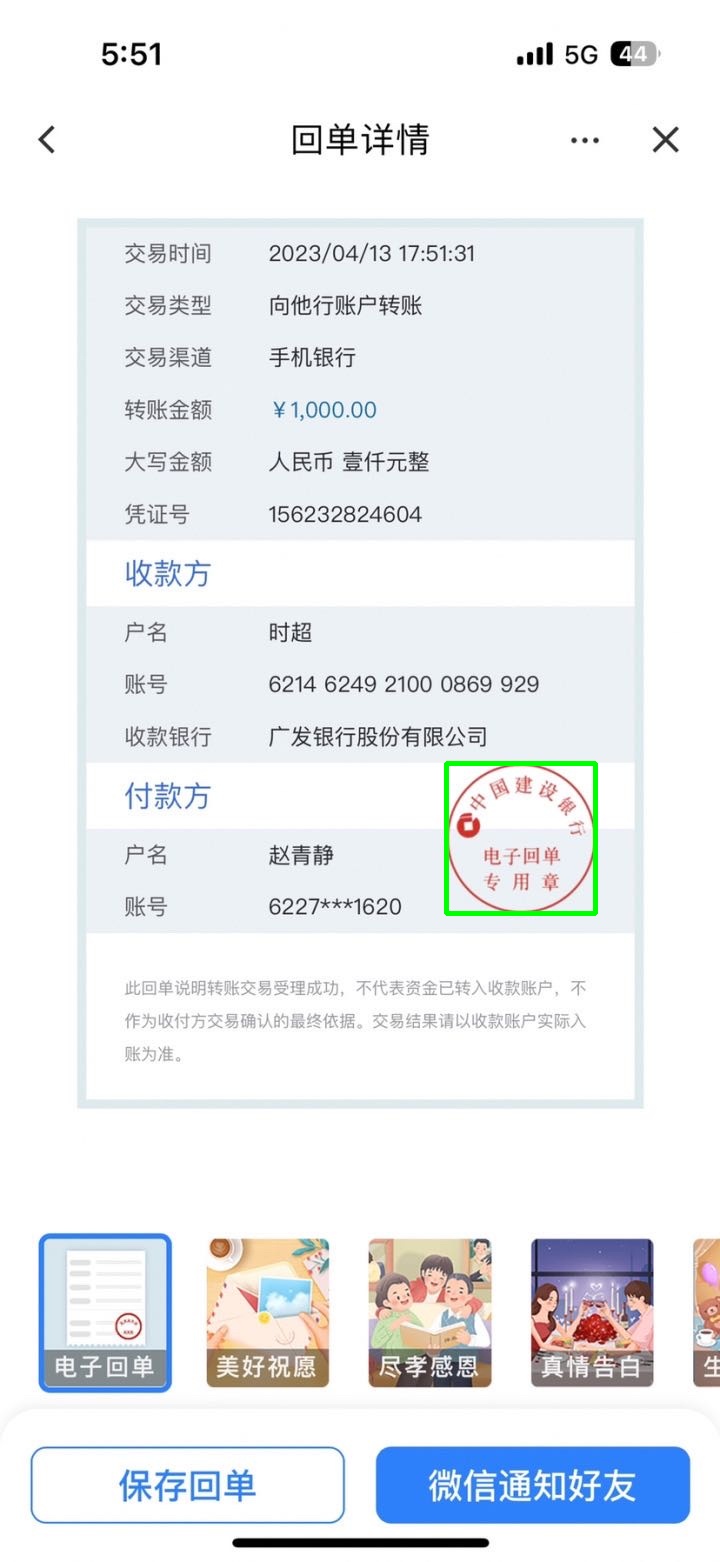 5:51
5G 44
回单详情
交易时间 2023/04/13 17:51:31
交易类型 向他行账户转账
交易渠道 手机银行
转账金额 ¥1,000.00
大写金额 人民币 壹仟元整
凭证号 156232824604
收款方
户名 时超
账号 6214 6249 2100 0869 929
收款银行 广发银行股份有限公司
付款方
中国建设银行
电子回单
专用章
户名 赵青静
账号 6227***1620
此回单说明转账交易受理成功，不代表资金已转入收款账户，不
作为收付方交易确认的最终依据。交易结果请以收款账户实际入
账为准。
电子回单 美好祝愿 尽孝感恩 真情告白 生
保存回单 微信通知好友